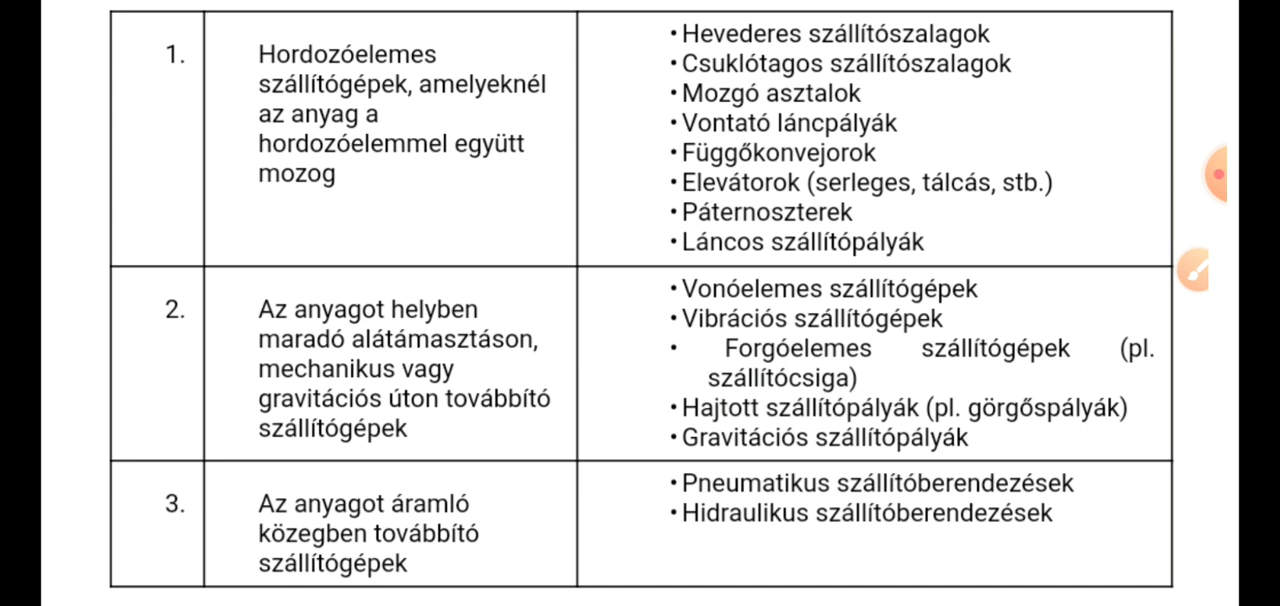 1.
Hordozóelemes
szállítógépek, amelyeknél
az anyag a
hordozóelemmel együtt
mozog
• Hevederes szállítószalagok
• Csuklótagos szállítószalagok
• Mozgó asztalok
• Vontató láncpályák
• Függőkonvejorok
• Elevátorok (serleges, tálcás, stb.)
• Páternoszterek
• Láncos szállítópályák
2.
Az anyagot helyben
maradó alátámasztáson,
mechanikus vagy
gravitációs úton továbbító
szállítógépek
• Vonóelemes szállítógépek
• Vibrációs szállítógépek
• Forgóelemes szállítógépek (pl.
szállítócsiga)
• Hajtott szállítópályák (pl. görgőspályák)
• Gravitációs szállítópályák
3.
Az anyagot áramló
közegben továbbító
szállítógépek
• Pneumatikus szállítóberendezések
• Hidraulikus szállítóberendezések